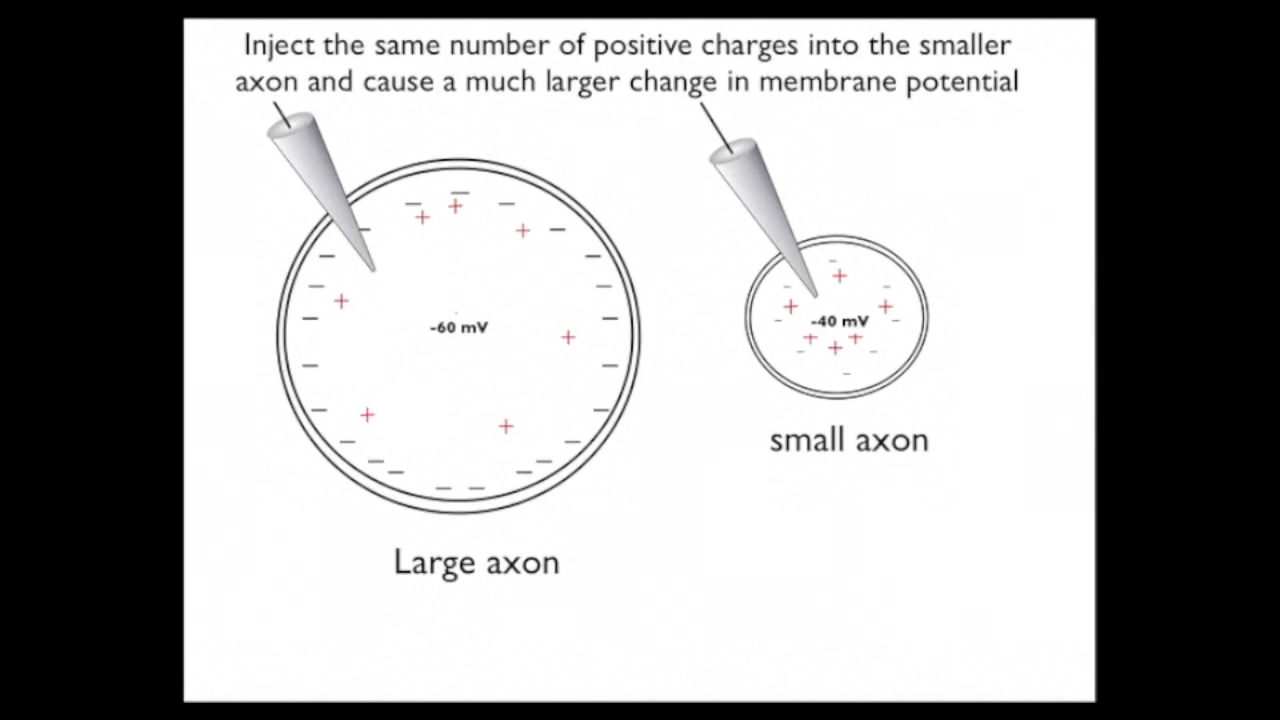 Inject the same number of positive charges into the smaller
axon and cause a much larger change in membrane potential
-60 mV
-40 mV
small axon
Large axon